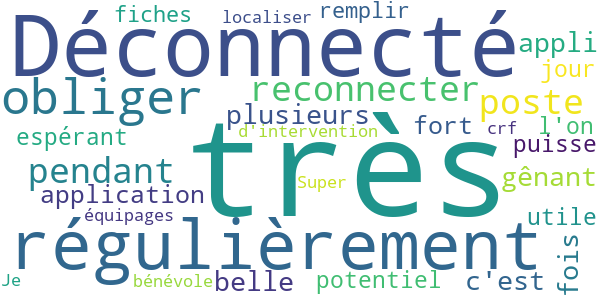 fiches localiser remplir
Déconnecté appli
jour
obliger reconnecter poste
plusieurs fort l'on
espérant d'intervention crf puisse
très
pendant Super gênant
application
équipages utile
régulièrement fois
Je bénévole belle potentiel c'est